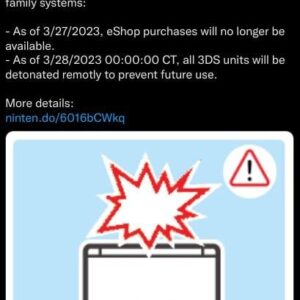 family systems:
- As of 3/27/2023, eShop purchases will no longer be
available.
- As of 3/28/2023 00:00:00 CT, all 3DS units will be
detonated remotly to prevent future use.
More details:
ninten.do/6016bCWkq
!